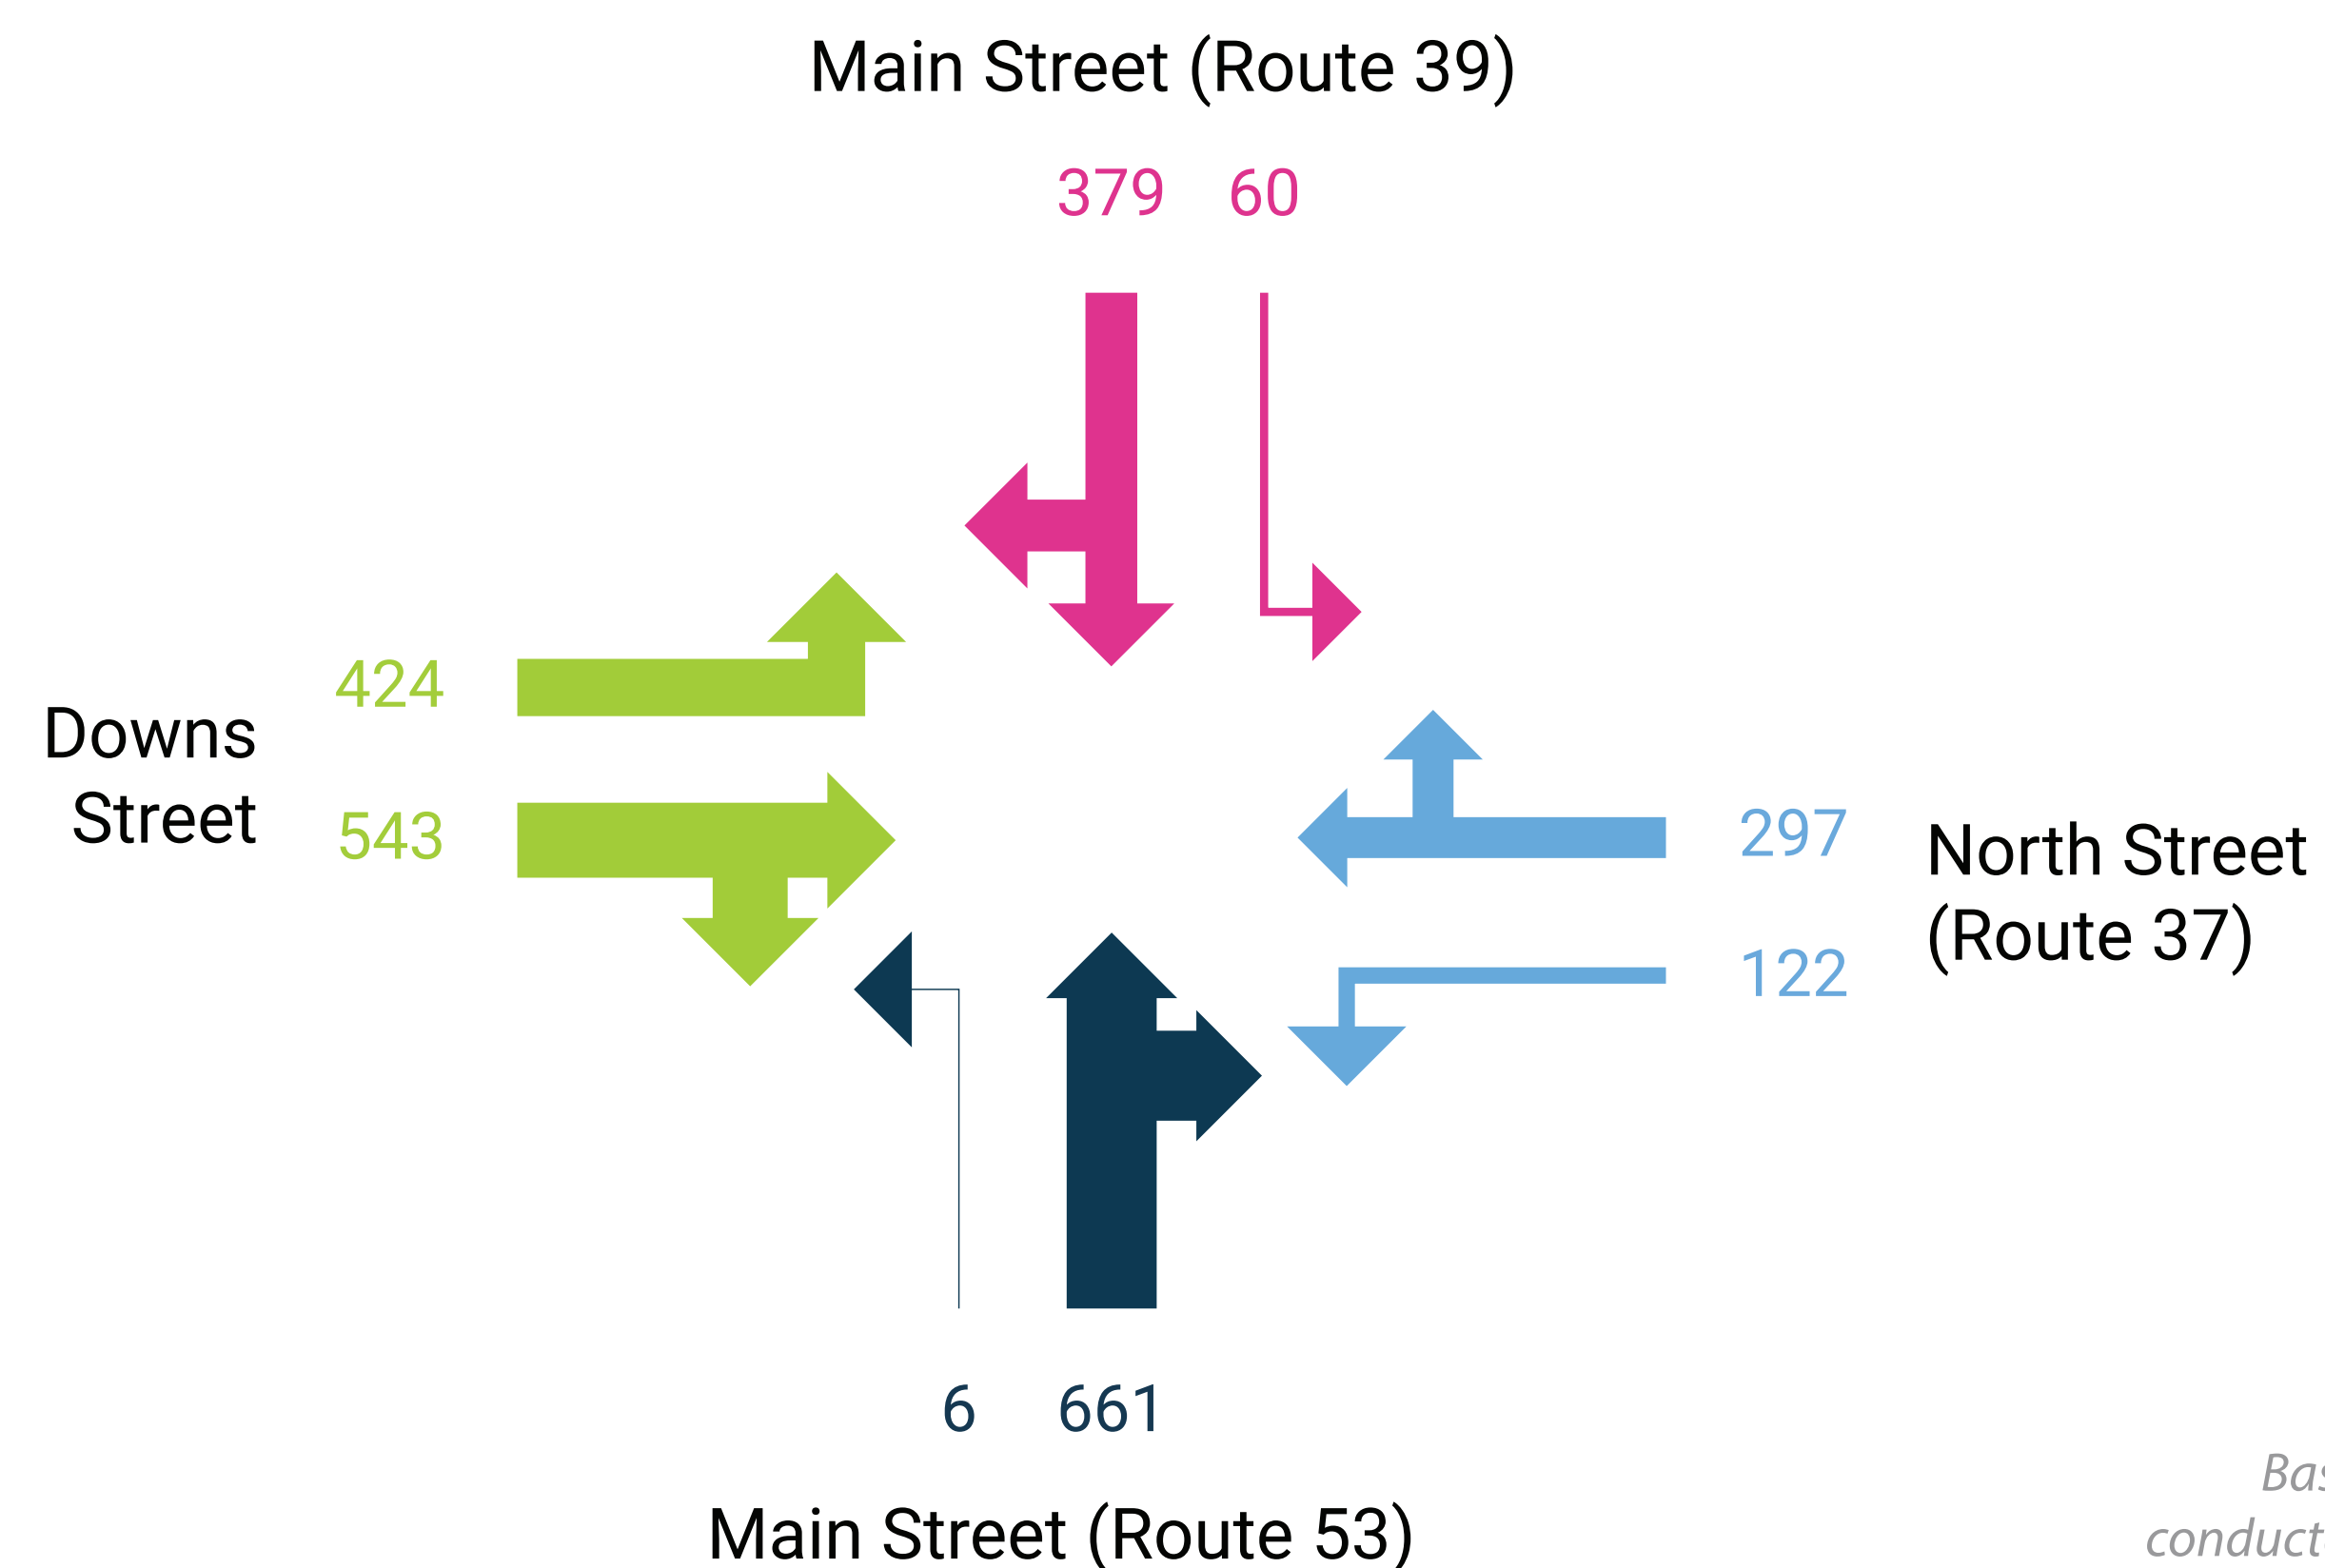 Main Street (Route 39)
379 60
424
Downs
Street
543
297
North Street
(Route 37)
122
6 661
Main Street (Route 53)